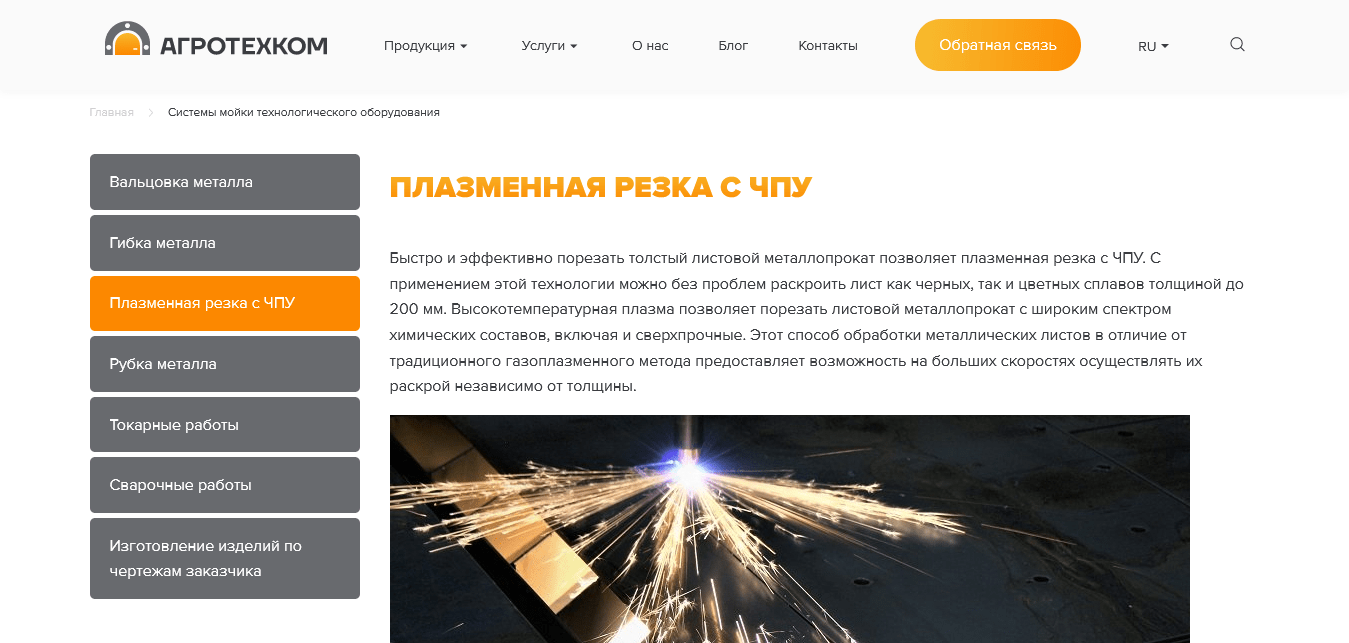 АГРОТЕХКОМ
Продукция
Услуги
О нас
Блог
Контакты
Обратная связь
RU
Главная
Системы мойки технологического оборудования
Вальцовка металла
Гибка металла
Плазменная резка с ЧПУ
Рубка металла
Токарные работы
Сварочные работы
Изготовление изделий по
чертежам заказчика
ПЛАЗМЕННАЯ РЕЗКА С ЧПУ
Быстро и эффективно порезать толстый листовой металлопрокат позволяет плазменная резка с ЧПУ. С
применением этой технологии можно без проблем раскроить лист как черных, так и цветных сплавов толщиной до
200 мм. Высокотемпературная плазма позволяет порезать листовой металлопрокат с широким спектром
химических составов, включая и сверхпрочные. Этот способ обработки металлических листов в отличие от
традиционного газоплазменного метода предоставляет возможность на больших скоростях осуществлять их
раскрой независимо от толщины.